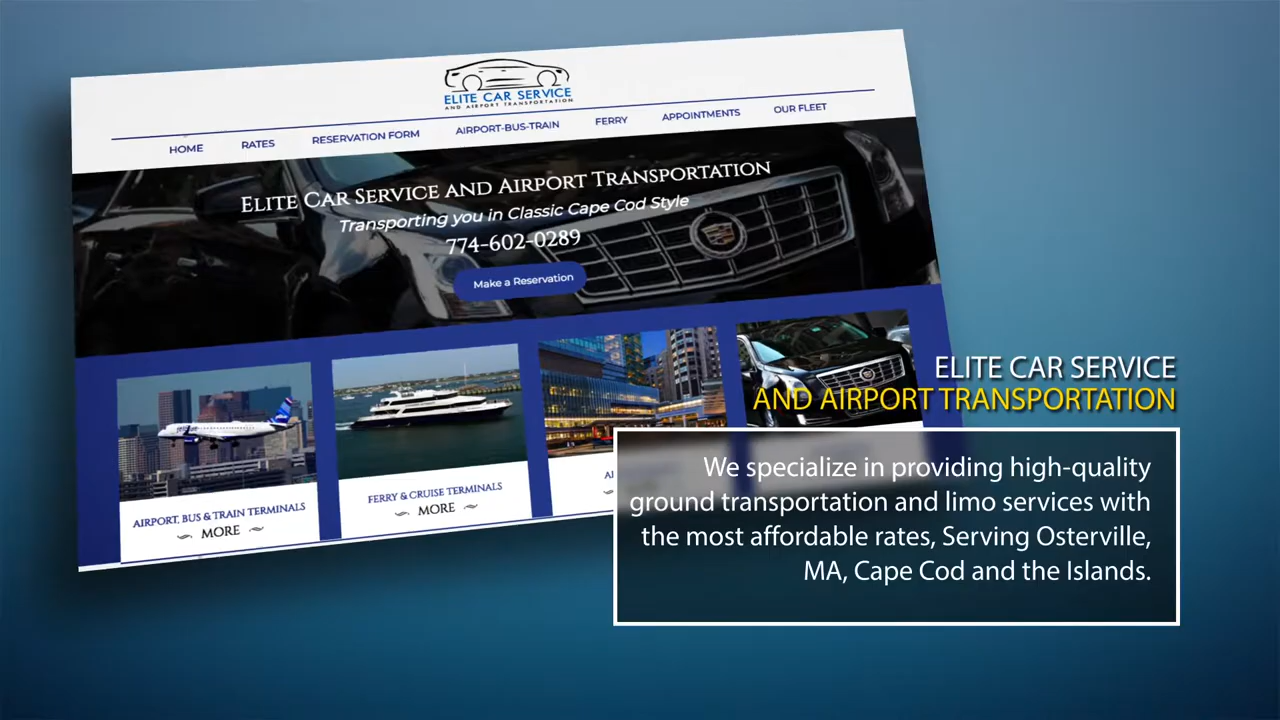 ELITE CAR SERVICE
AND AIRPORT TRANSPORTATION
HOME RATES RESERVATION FORM AIRPORT-BUS-TRAIN FERRY APPOINTMENTS OUR FLEET
Elite Car Service and Airport Transportation
Transporting you in Classic Cape Cod Style
774-602-0289
Make a Reservation
AIRPORT, BUS & TRAIN TERMINALS
MORE
FERRY & CRUISE TERMINALS
MORE
ELITE CAR SERVICE
AND AIRPORT TRANSPORTATION
We specialize in providing high-quality
ground transportation and limo services with
the most affordable rates, Serving Osterville,
MA, Cape Cod and the Islands.